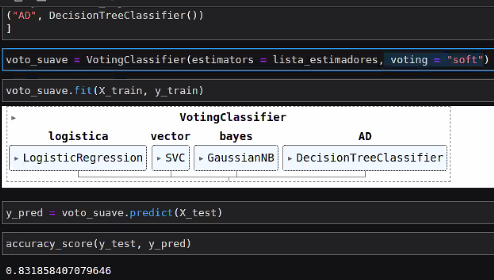 ("AD", DecisionTreeClassifier())
]
voto_suave = VotingClassifier(estimators = lista_estimadores, voting = "soft")
voto_suave.fit(X_train, y_train)
▸ VotingClassifier
logistica vector bayes AD
▸ LogisticRegression ▸ SVC ▸ GaussianNB ▸ DecisionTreeClassifier
y_pred = voto_suave.predict(X_test)
accuracy_score(y_test, y_pred)
0.831858407079646